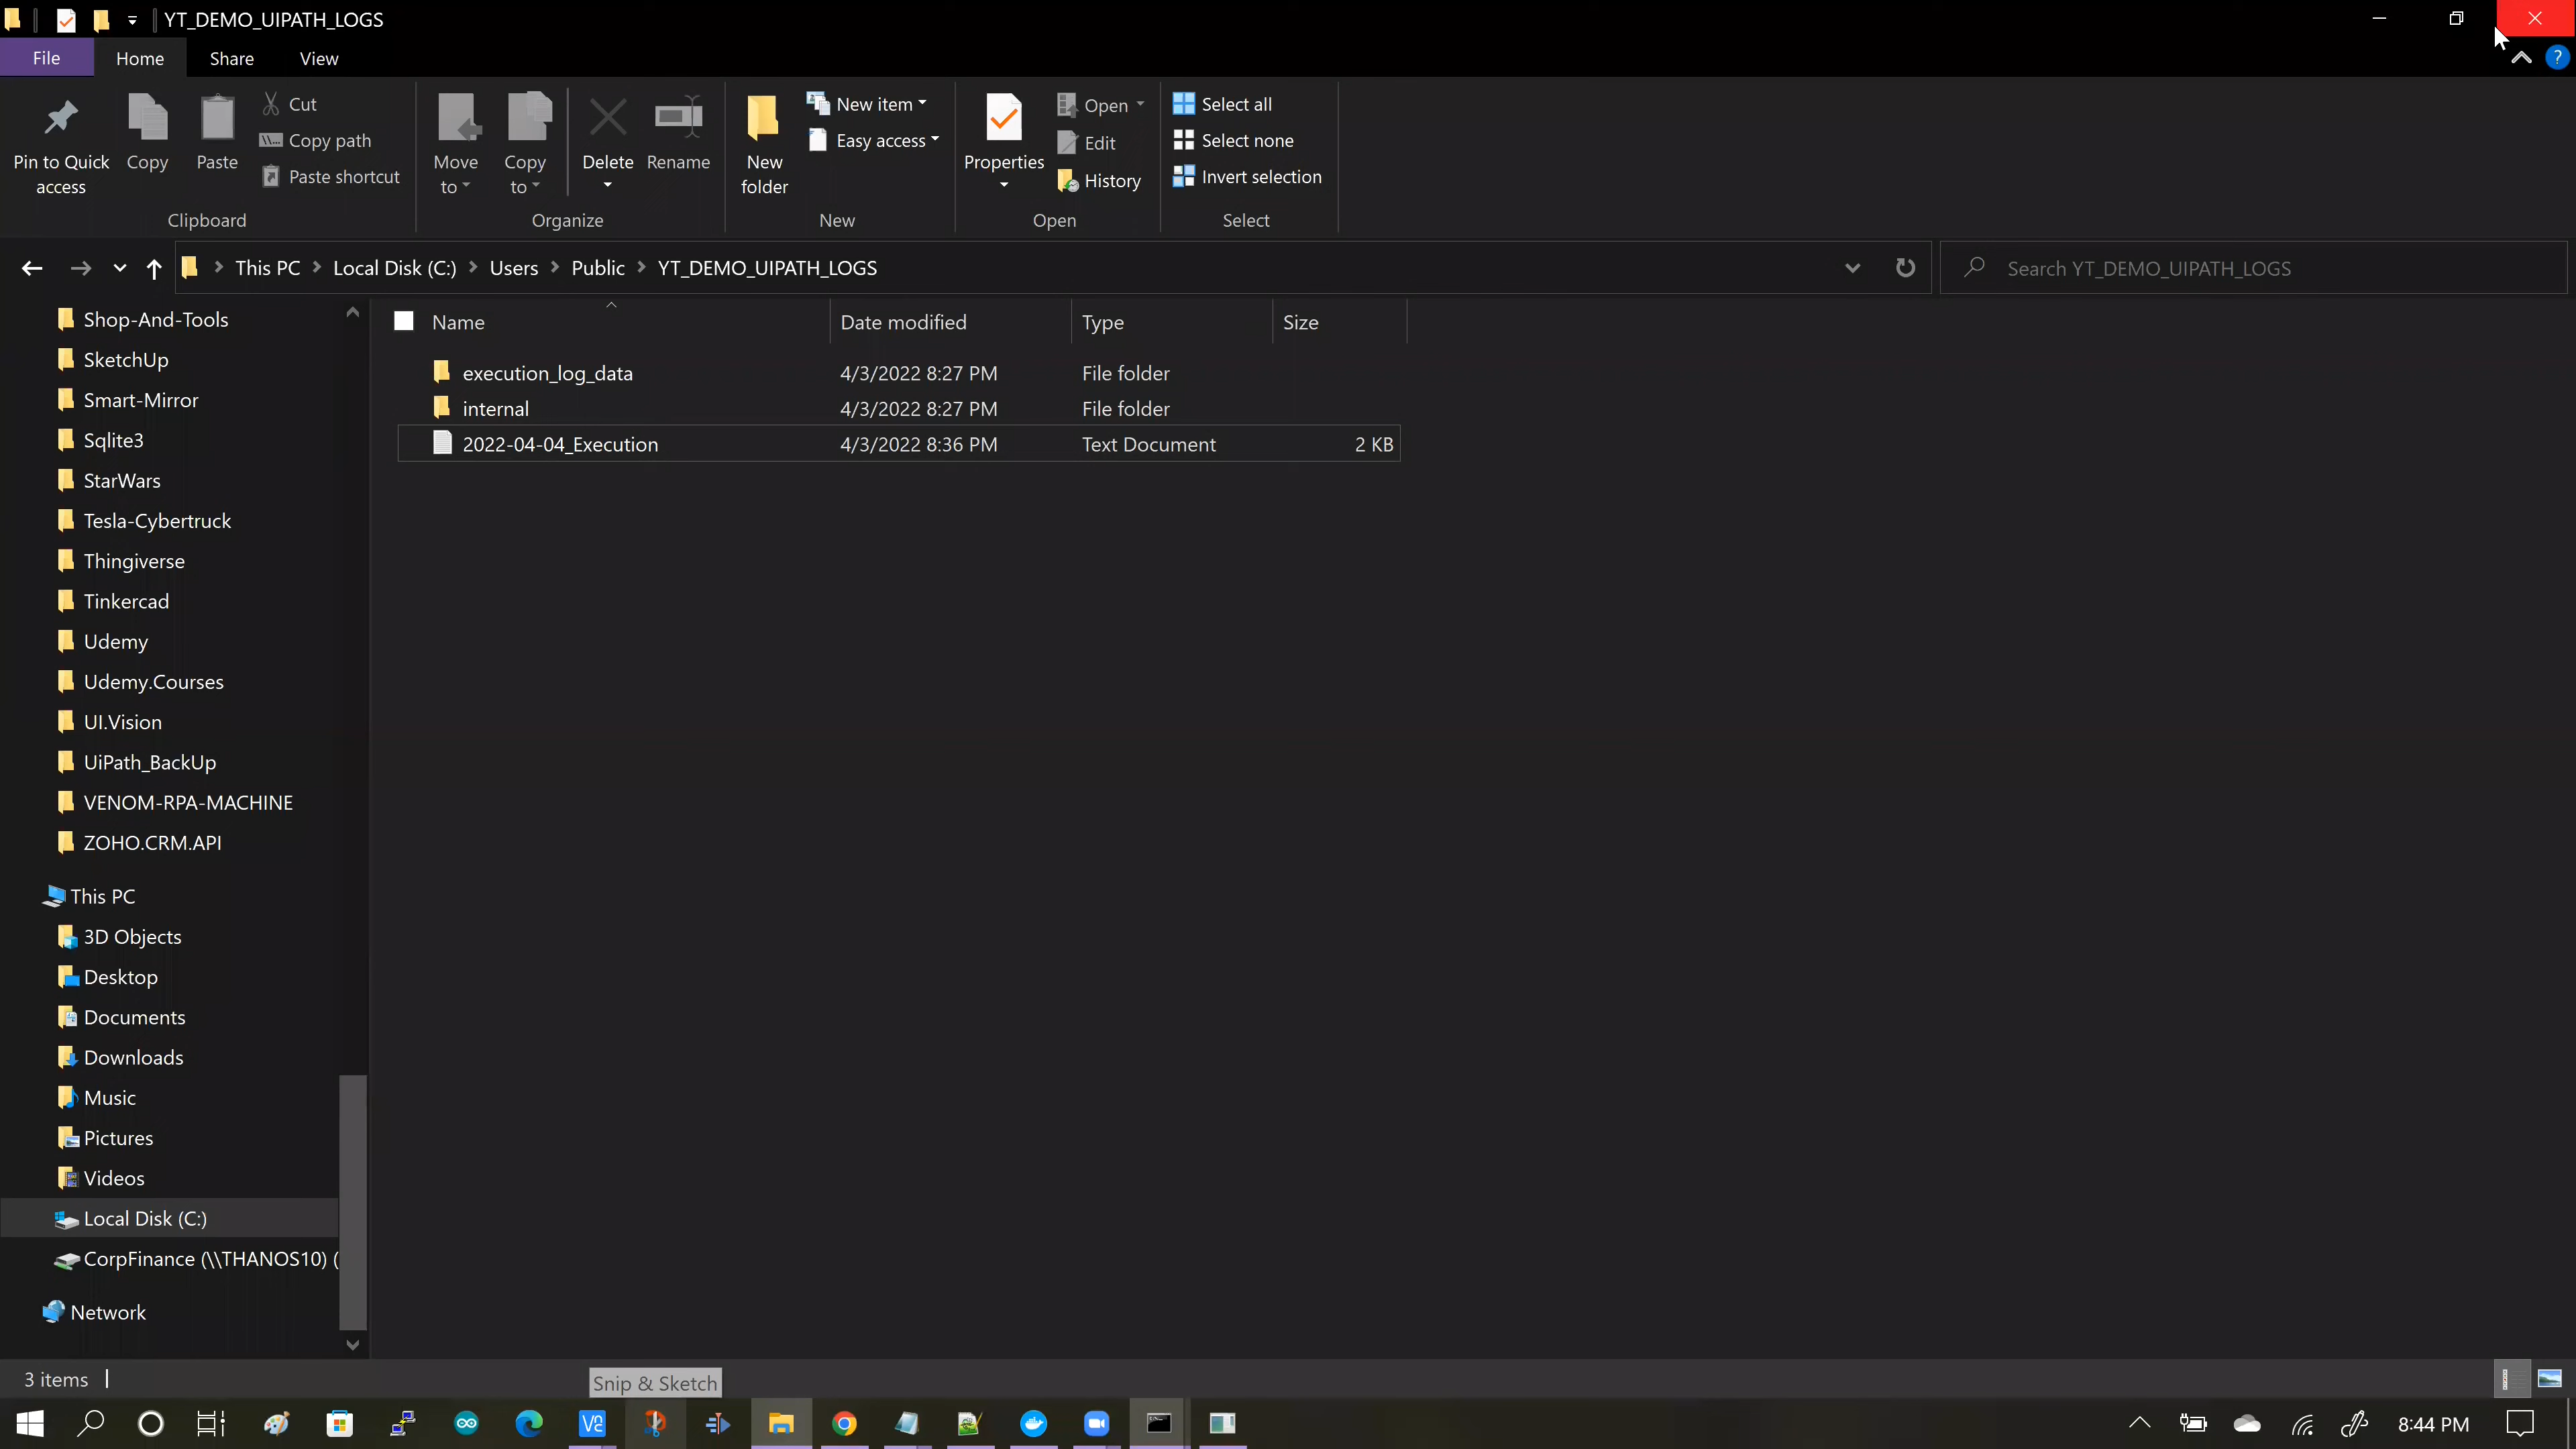 YT_DEMO_UIPATH_LOGS
File Home Share View
Pin to Quick access
Copy
Paste
Cut
Copy path
Paste shortcut
Move to
Copy to
Delete
Rename
New folder
New item
Easy access
Properties
Open
Edit
History
Select all
Select none
Invert selection
Clipboard Organize New Open Select
This PC Local Disk (C:) Users Public YT_DEMO_UIPATH_LOGS
Search YT_DEMO_UIPATH_LOGS
Name Date modified Type Size
execution_log_data 4/3/2022 8:27 PM File folder
internal 4/3/2022 8:27 PM File folder
2022-04-04_Execution 4/3/2022 8:36 PM Text Document 2 KB
Shop-And-Tools
SketchUp
Smart-Mirror
Sqlite3
StarWars
Tesla-Cybertruck
Thingiverse
Tinkercad
Udemy
Udemy.Courses
UI.Vision
UiPath_BackUp
VENOM-RPA-MACHINE
ZOHO.CRM.API
This PC
3D Objects
Desktop
Documents
Downloads
Music
Pictures
Videos
Local Disk (C:)
CorpFinance (\\THANOS10) (
Network
3 items
Snip & Sketch
8:44 PM